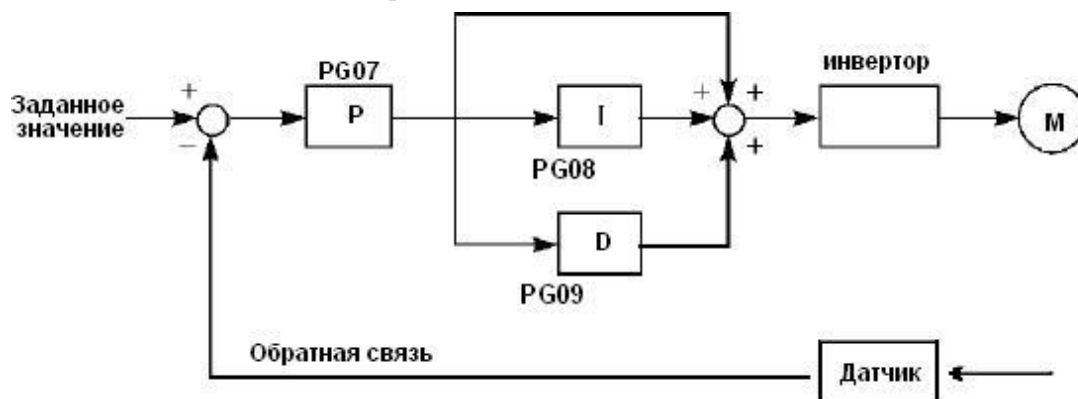 PG07
инвертор
Заданное
значение
+
−
P
I
+
+
+
M
PG08
D
PG09
Обратная связь
Датчик